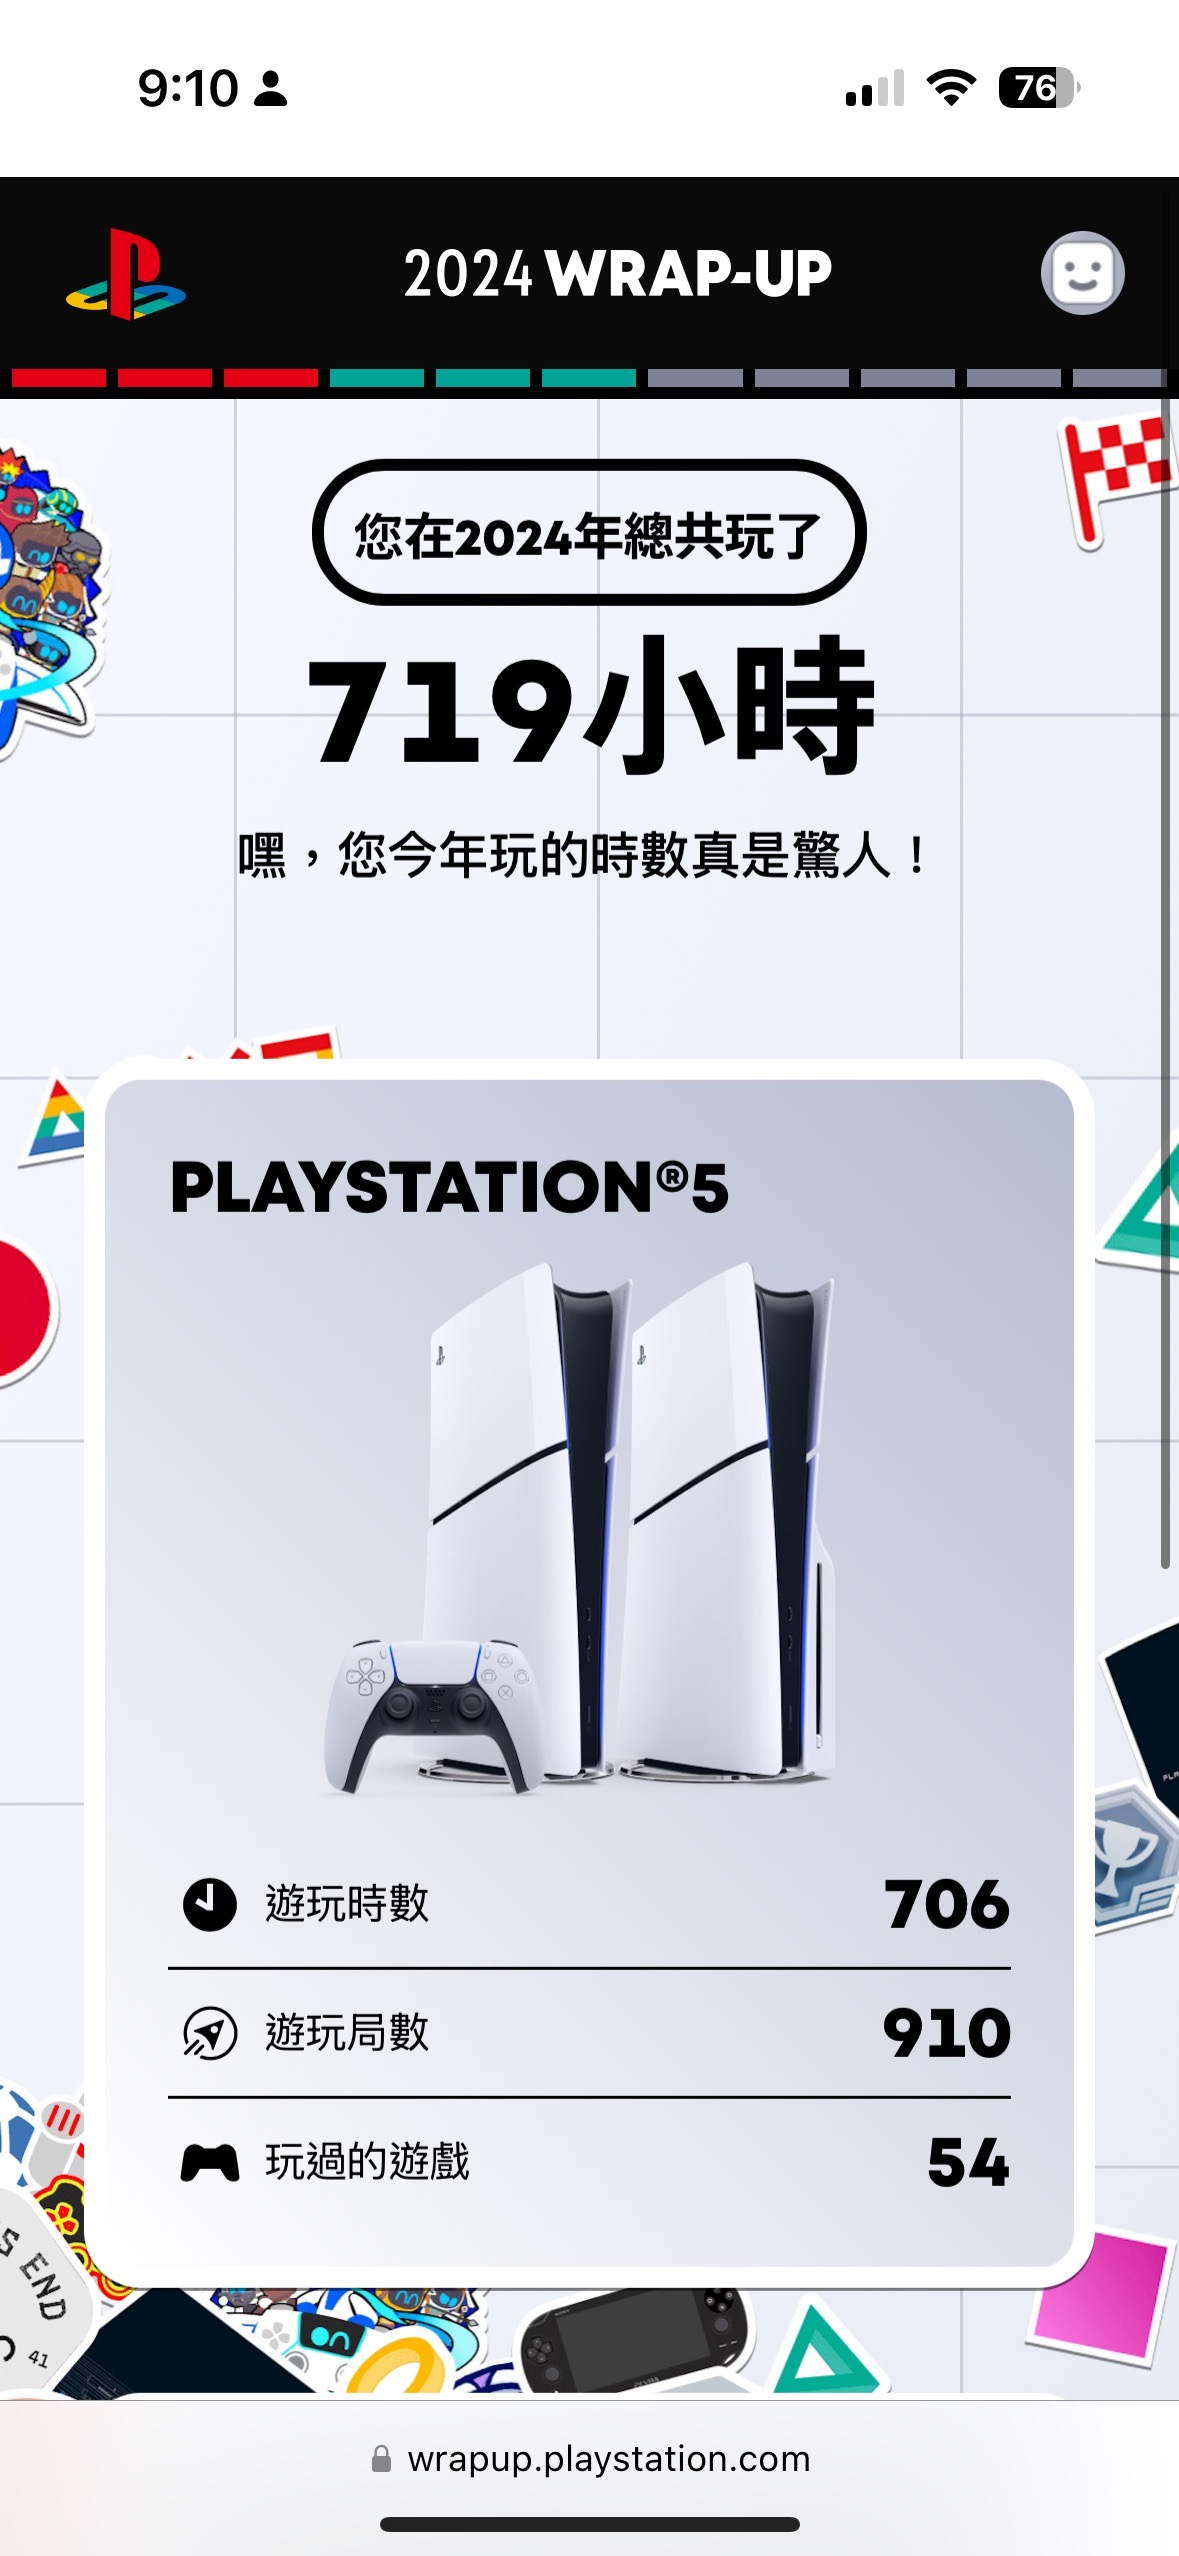 9:10
76
2024 WRAP-UP
您在2024年總共玩了
719小時
嘿，您今年玩的時數真是驚人！
PLAYSTATION®5
遊玩時數 706
遊玩局數 910
玩過的遊戲 54
S END
41
wrapup.playstation.com